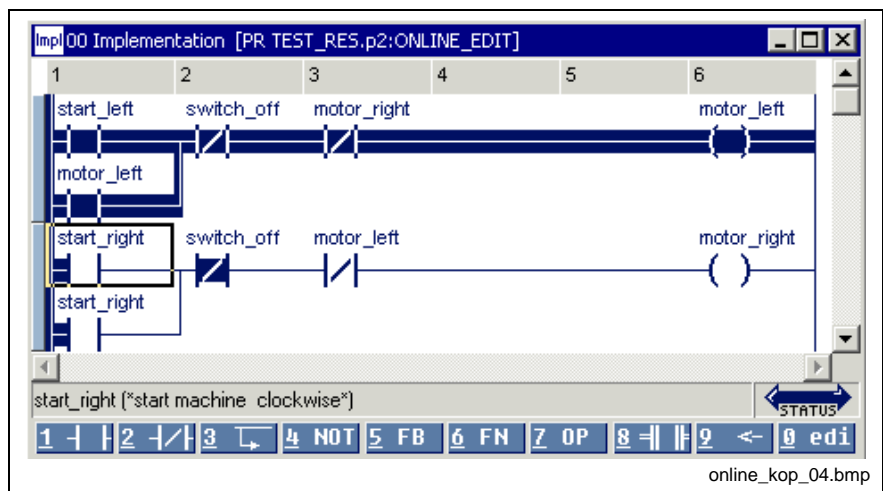 Impl 00 Implementation [PR TEST_RES.p2:ONLINE_EDIT]
1 2 3 4 5 6
start_left switch_off motor_right motor_left
motor_left
start_right switch_off motor_left motor_right
start_right
start_right (*start machine clockwise*)
STATUS
1 2 3 4 NOT 5 FB 6 FN 7 OP 8 9 <- 0 edi
online_kop_04.bmp